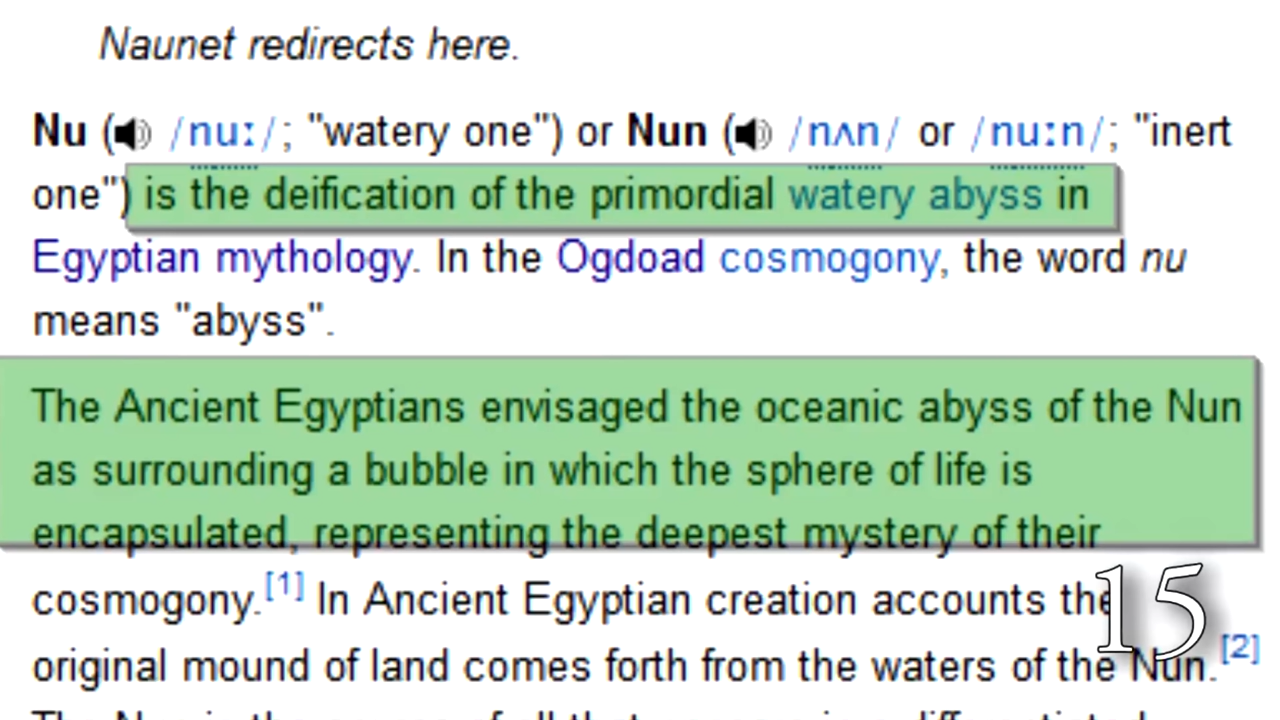 Naunet redirects here.
Nu ( /nuː/; "watery one") or Nun ( /nʌn/ or /nuːn/; "inert
one") is the deification of the primordial watery abyss in
Egyptian mythology. In the Ogdoad cosmogony, the word nu
means "abyss".
The Ancient Egyptians envisaged the oceanic abyss of the Nun
as surrounding a bubble in which the sphere of life is
encapsulated, representing the deepest mystery of their
cosmogony.[1] In Ancient Egyptian creation accounts the
original mound of land comes forth from the waters of the Nun.[2]
15